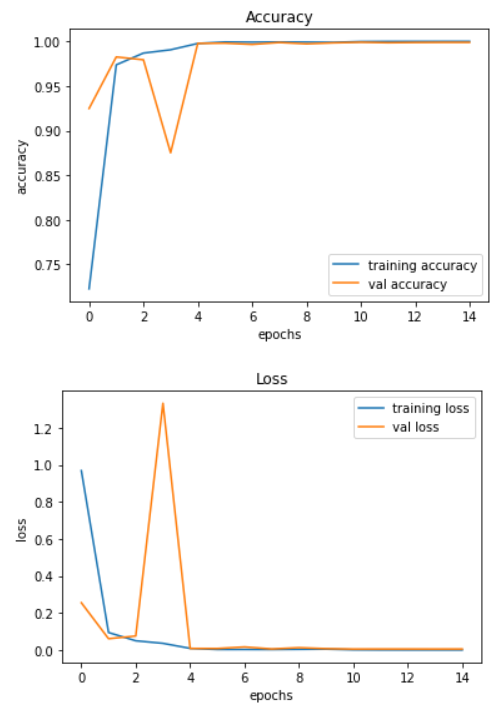 Accuracy
1.00
0.95
0.90
0.85
0.80
0.75
accuracy
training accuracy
val accuracy
0 2 4 6 8 10 12 14
epochs
Loss
1.2
1.0
0.8
0.6
0.4
0.2
0.0
loss
training loss
val loss
0 2 4 6 8 10 12 14
epochs